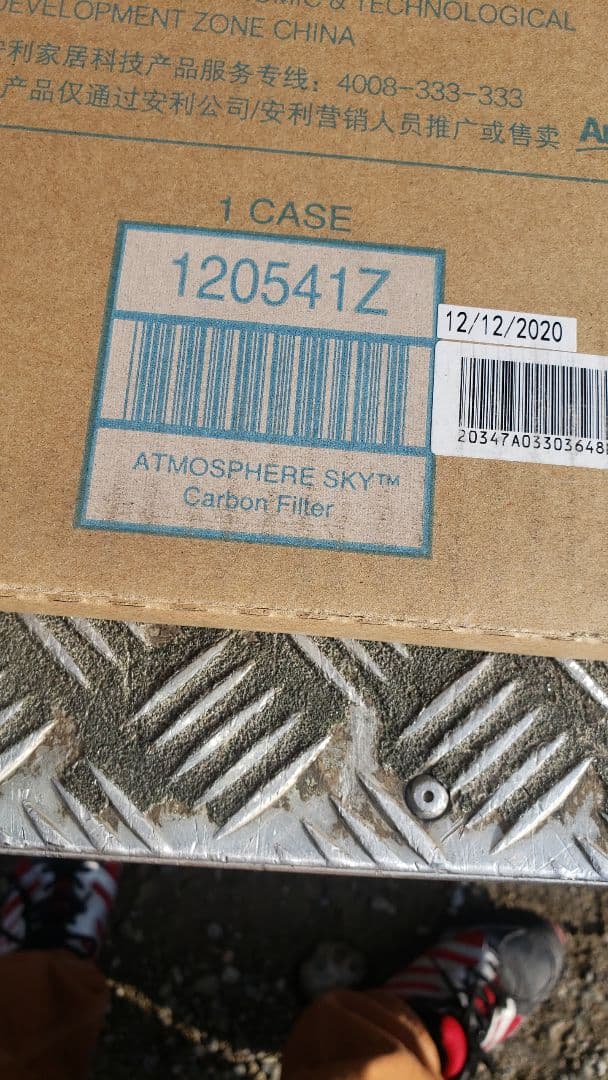 & TECHNOLOGICAL
DEVELOPMENT ZONE CHINA
安利家居科技产品服务专线：4008-333-333
产品仅通过安利公司/安利营销人员推广或售卖
1 CASE
120541Z
12/12/2020
20347A03303648
ATMOSPHERE SKY™
Carbon Filter